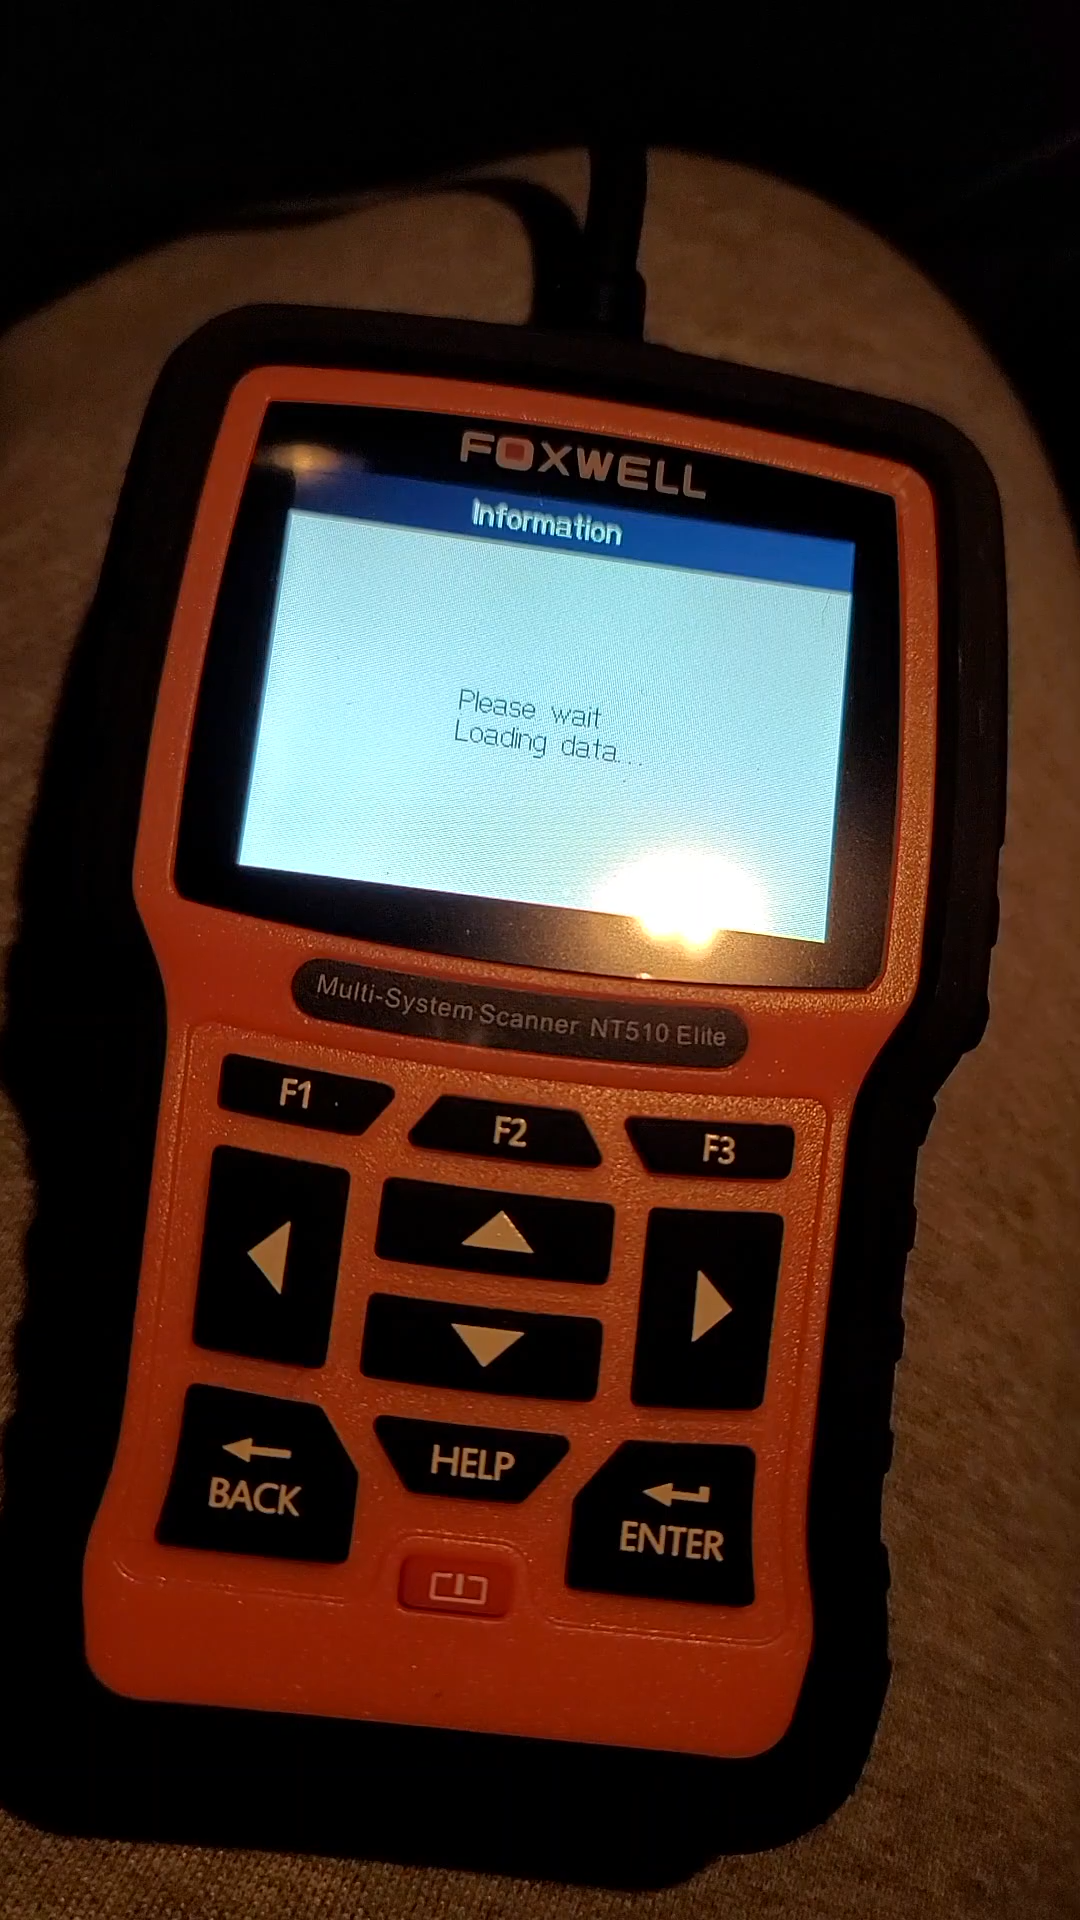 FOXWELL
Information
Please wait
Loading data...
Multi-System Scanner NT510 Elite
F1
F2
F3
BACK
HELP
ENTER